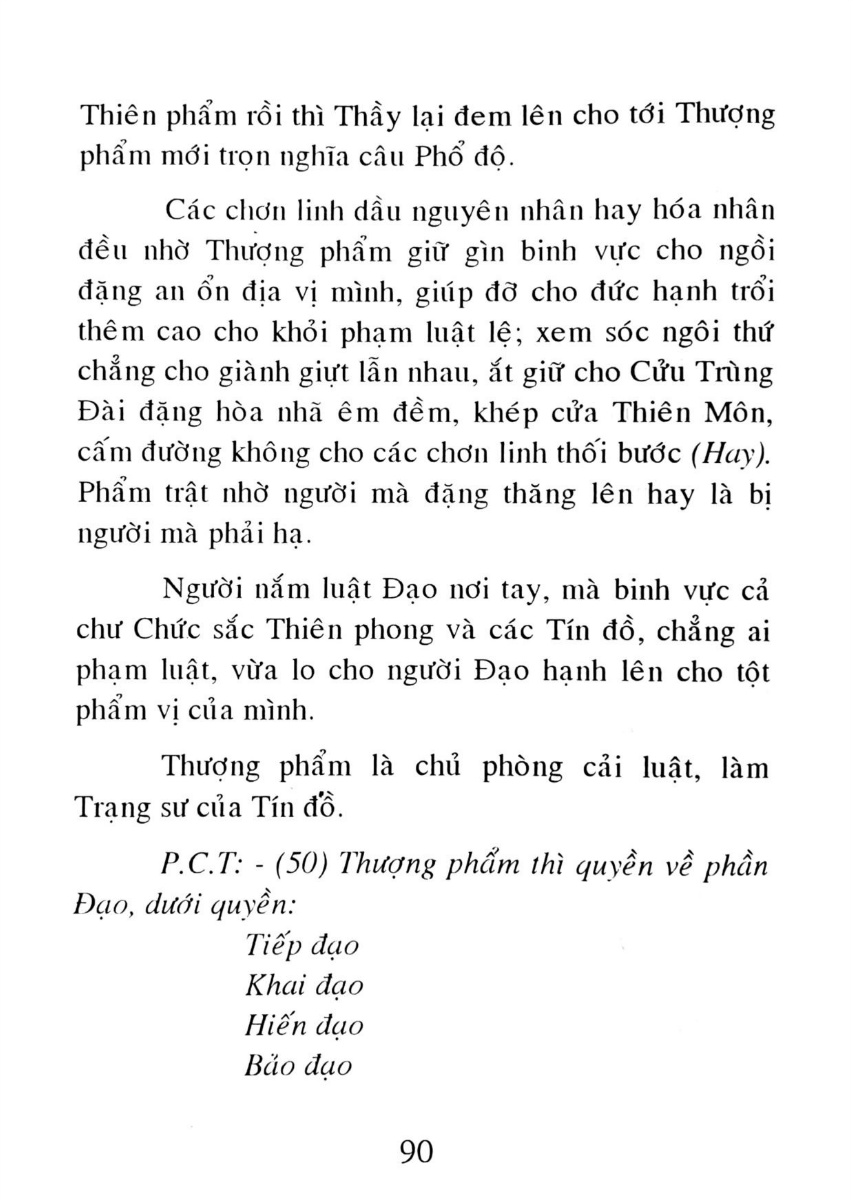 Thiên phẩm rồi thì Thầy lại đem lên cho tới Thượng
phẩm mới trọn nghĩa câu Phổ độ.
Các chơn linh dầu nguyên nhân hay hóa nhân
đều nhờ Thượng phẩm giữ gìn binh vực cho ngồi
đặng an ổn địa vị mình, giúp đỡ cho đức hạnh trổi
thêm cao cho khỏi phạm luật lệ; xem sóc ngôi thứ
chẳng cho giành giựt lẫn nhau, ắt giữ cho Cửu Trùng
Đài đặng hòa nhã êm đềm, khép cửa Thiên Môn,
cấm đường không cho các chơn linh thối bước (Hay).
Phẩm trật nhờ người mà đặng thăng lên hay là bị
người mà phải hạ.
Người nắm luật Đạo nơi tay, mà binh vực cả
chư Chức sắc Thiên phong và các Tín đồ, chẳng ai
phạm luật, vừa lo cho người Đạo hạnh lên cho tột
phẩm vị của mình.
Thượng phẩm là chủ phòng cải luật, làm
Trạng sư của Tín đồ.
P.C.T: - (50) Thượng phẩm thì quyền về phần
Đạo, dưới quyền:
Tiếp đạo
Khai đạo
Hiến đạo
Bảo đạo
90